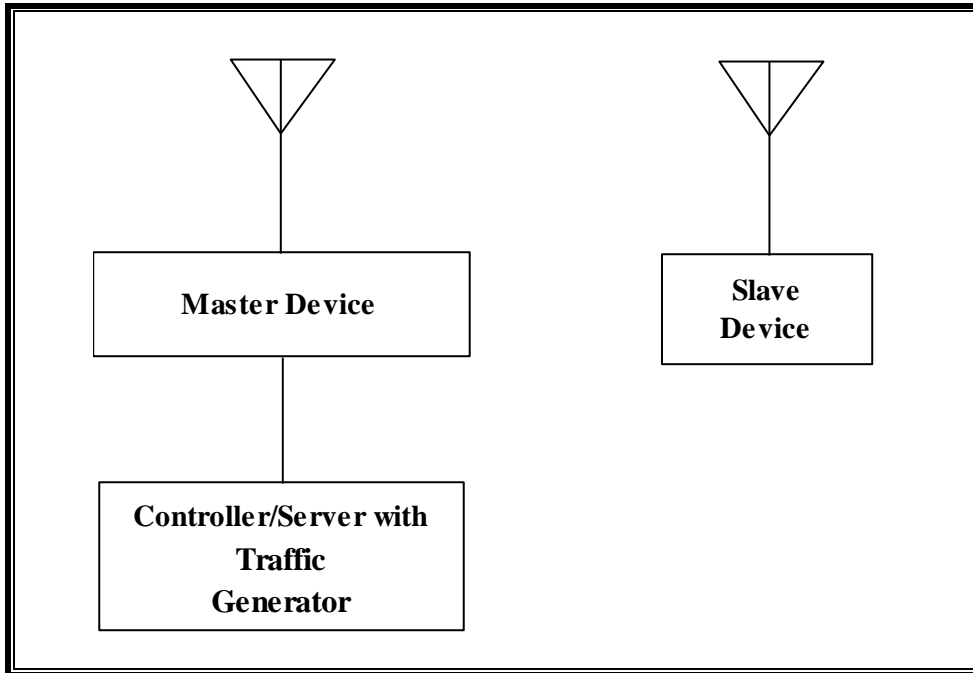 Master Device
Slave
Device
Controller/Server with
Traffic
Generator